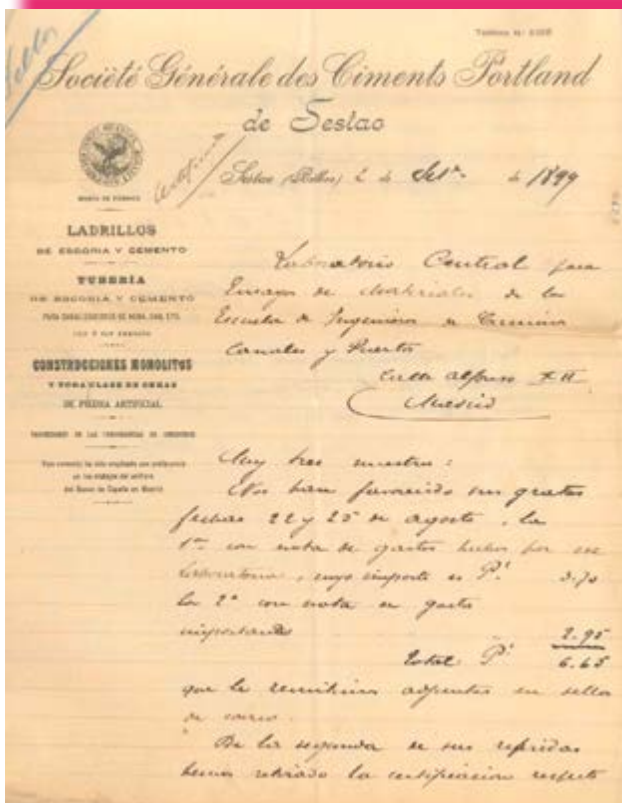 Sellos
Société Générale des Ciments Portland
de Sestao
Certificado
Sestao (Bilbao) 2 de Set.e de 1899
MARCA DE FÁBRICA
LADRILLOS
DE ESCORIA Y CEMENTO
TUBERÍA
DE ESCORIA Y CEMENTO
CONSTRUCCIONES MONOLITOS
Y TODA CLASE DE OBRAS
DE PIEDRA ARTIFICIAL
Laboratorio Central para
Ensayo de Materiales de la
Escuela de Ingenieros de Caminos
Canales y Puertos
Calle Alfonso XII
Madrid
Muy Sres nuestros:
Nos han favorecido sus gratas
fechas 22 y 25 de agosto, la
1ª con nota de gastos hechos por ese
Laboratorio, cuyo importe es P.s 3.70
la 2ª con nota de gastos
importando 2.95
Total P.s 6.65
que le remitimos adjuntos en sellos
de correo.
De la segunda de sus referidas
hemos retirado la certificación respecto